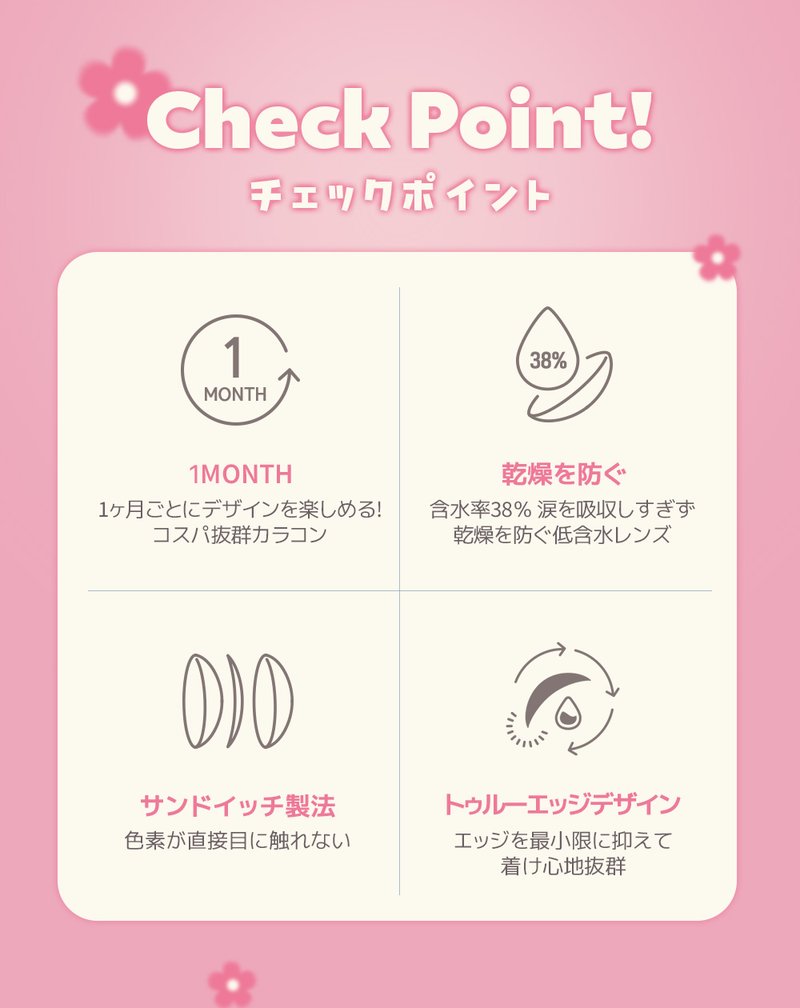 Check Point!
チェックポイント
1
MONTH
38%
1MONTH
1ヶ月ごとにデザインを楽しめる!
コスパ抜群カラコン
乾燥を防ぐ
含水率38% 涙を吸収しすぎず
乾燥を防ぐ低含水レンズ
サンドイッチ製法
色素が直接目に触れない
トゥルーエッジデザイン
エッジを最小限に抑えて
着け心地抜群